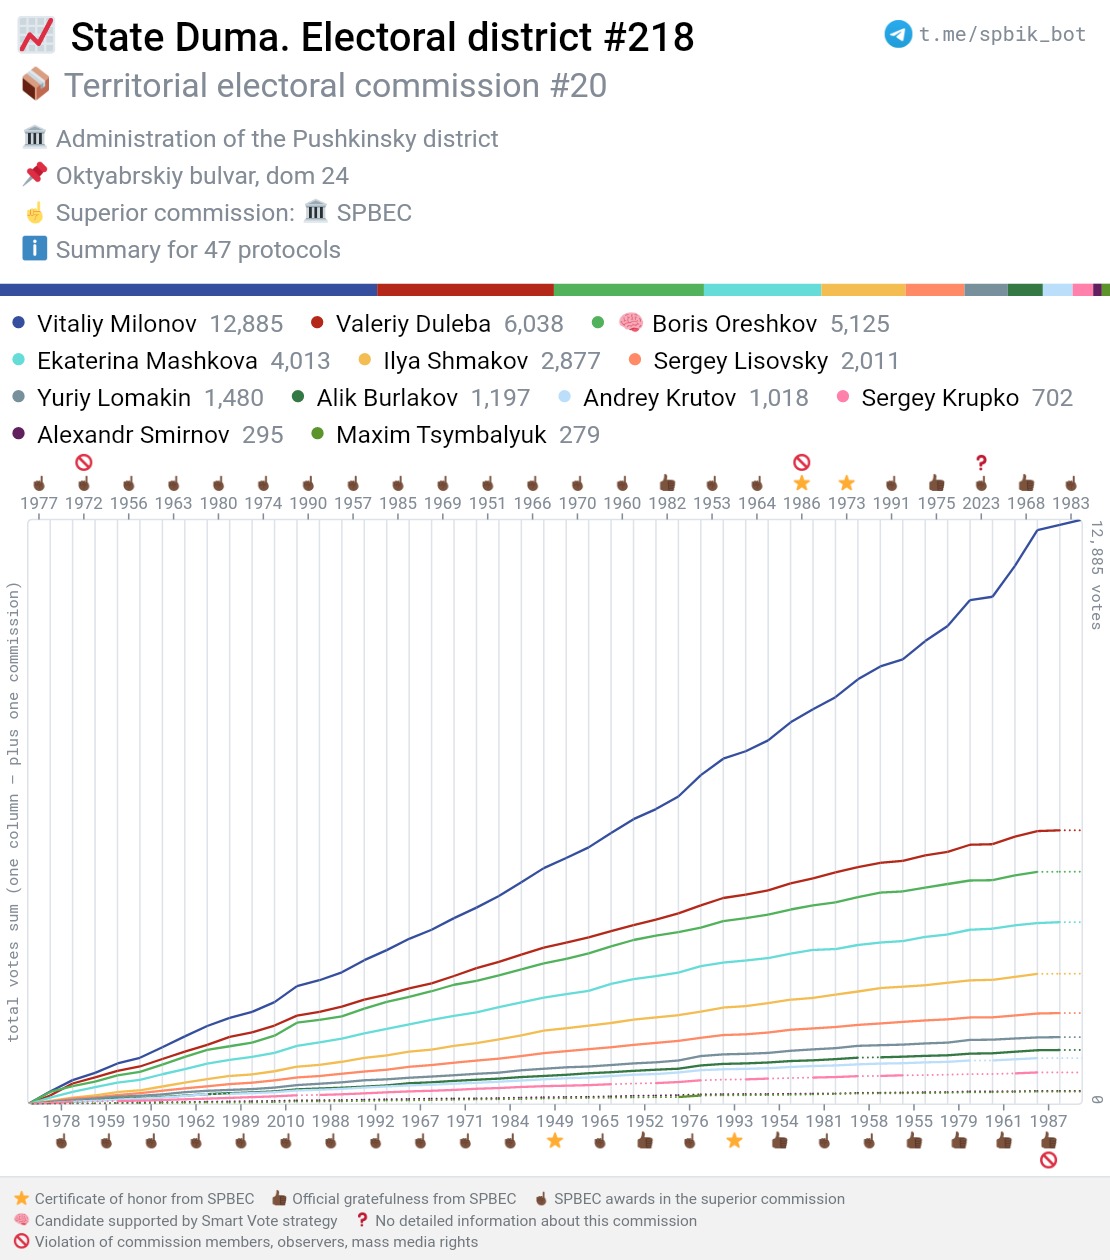 State Duma. Electoral district #218
t.me/spbik_bot
Territorial electoral commission #20
Administration of the Pushkinsky district
Oktyabrskiy bulvar, dom 24
Superior commission: SPBEC
Summary for 47 protocols
Vitaliy Milonov 12,885 Valeriy Duleba 6,038 Boris Oreshkov 5,125
Ekaterina Mashkova 4,013 Ilya Shmakov 2,877 Sergey Lisovsky 2,011
Yuriy Lomakin 1,480 Alik Burlakov 1,197 Andrey Krutov 1,018 Sergey Krupko 702
Alexandr Smirnov 295 Maxim Tsymbalyuk 279
1977 1972 1956 1963 1980 1974 1990 1957 1985 1969 1951 1966 1970 1960 1982 1953 1964 1986 1973 1991 1975 2023 1968 1983
12,885 votes
total votes sum (one column – plus one commission)
0
1978 1959 1950 1962 1989 2010 1988 1992 1967 1971 1984 1949 1965 1952 1976 1993 1954 1981 1958 1955 1979 1961 1987
Certificate of honor from SPBEC Official gratefulness from SPBEC SPBEC awards in the superior commission
Candidate supported by Smart Vote strategy No detailed information about this commission
Violation of commission members, observers, mass media rights